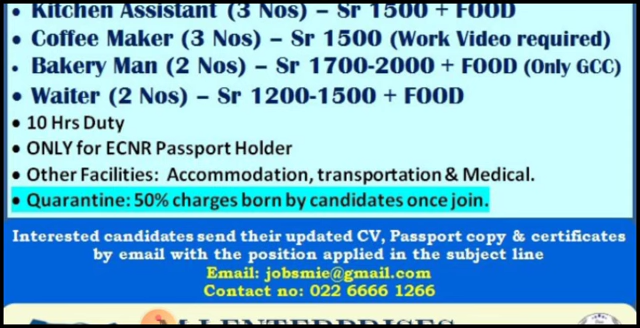 • Kitchen Assistant (3 Nos) – Sr 1500 + FOOD
• Coffee Maker (3 Nos) – Sr 1500 (Work Video required)
• Bakery Man (2 Nos) – Sr 1700-2000 + FOOD (Only GCC)
• Waiter (2 Nos) – Sr 1200-1500 + FOOD
• 10 Hrs Duty
• ONLY for ECNR Passport Holder
• Other Facilities: Accommodation, transportation & Medical.
• Quarantine: 50% charges born by candidates once join.
Interested candidates send their updated CV, Passport copy & certificates
by email with the position applied in the subject line
Email: jobsmie@gmail.com
Contact no: 022 6666 1266
ENTERPRISES